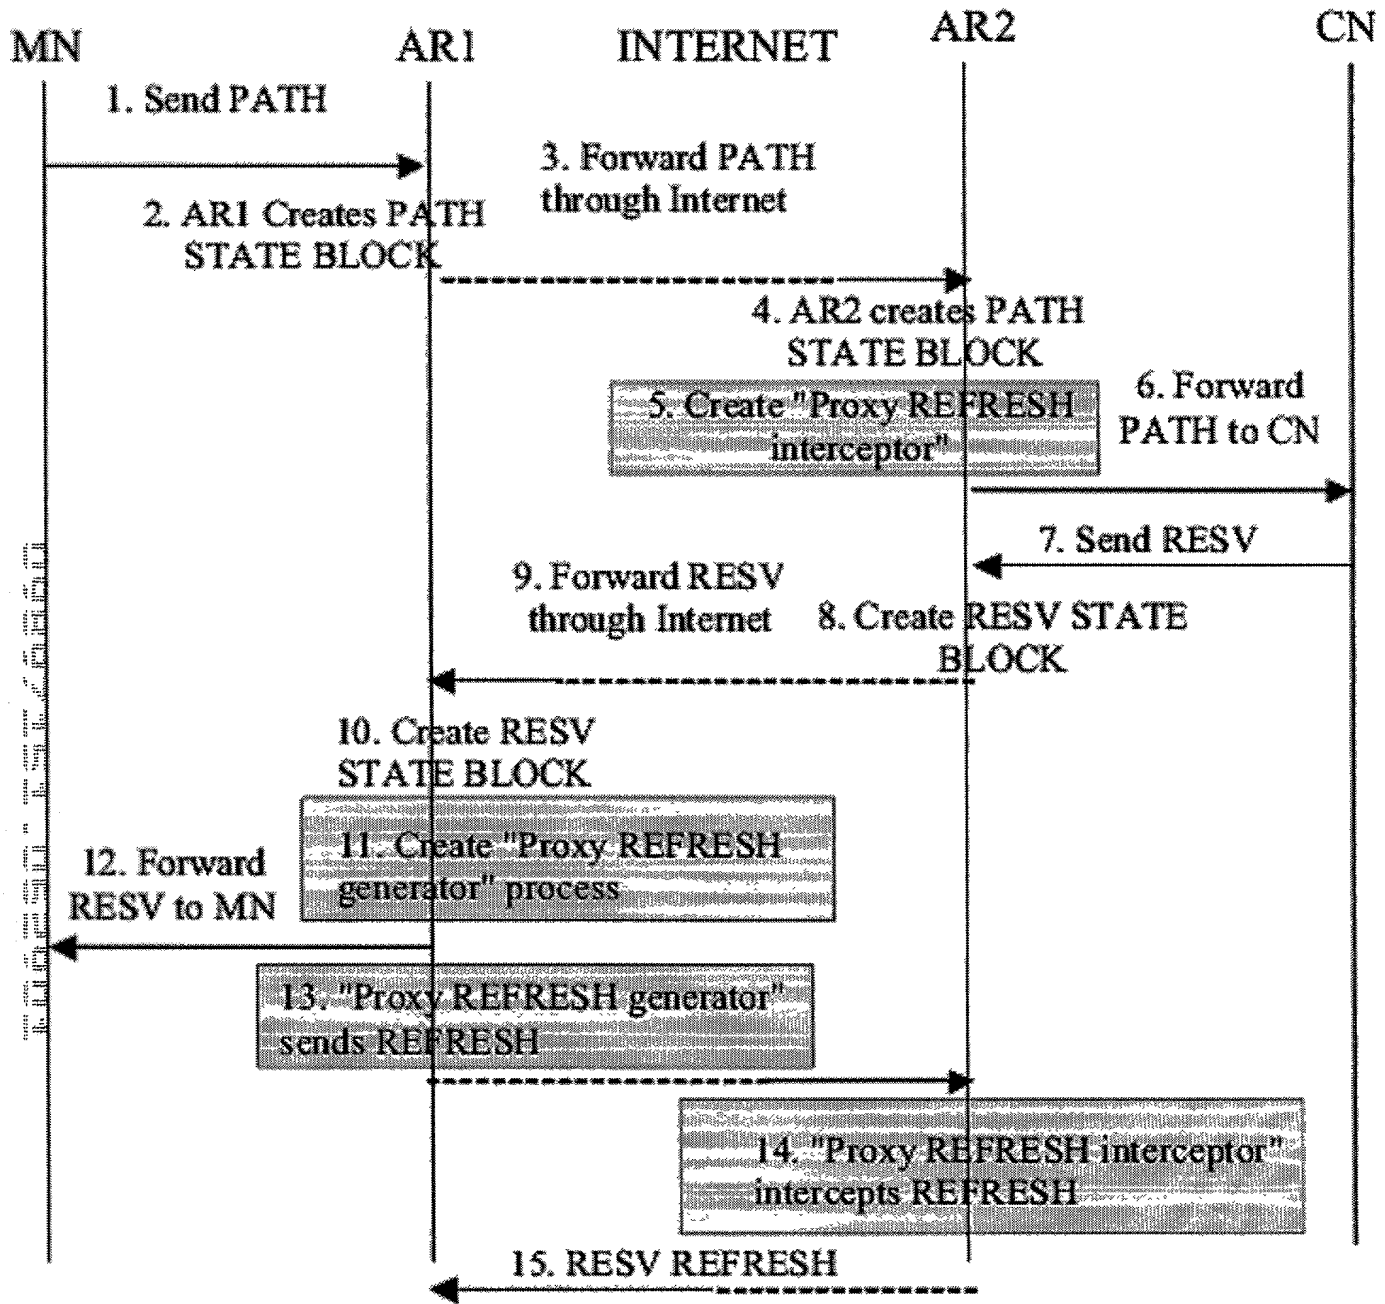 MN AR1 INTERNET AR2 CN
1. Send PATH
3. Forward PATH
through Internet
2. AR1 Creates PATH
STATE BLOCK
4. AR2 creates PATH
STATE BLOCK
5. Create "Proxy REFRESH
interceptor"
6. Forward
PATH to CN
7. Send RESV
9. Forward RESV
through Internet
8. Create RESV STATE
BLOCK
10. Create RESV
STATE BLOCK
11. Create "Proxy REFRESH
generator" process
12. Forward
RESV to MN
13. "Proxy REFRESH generator"
sends REFRESH
14. "Proxy REFRESH interceptor"
intercepts REFRESH
15. RESV REFRESH